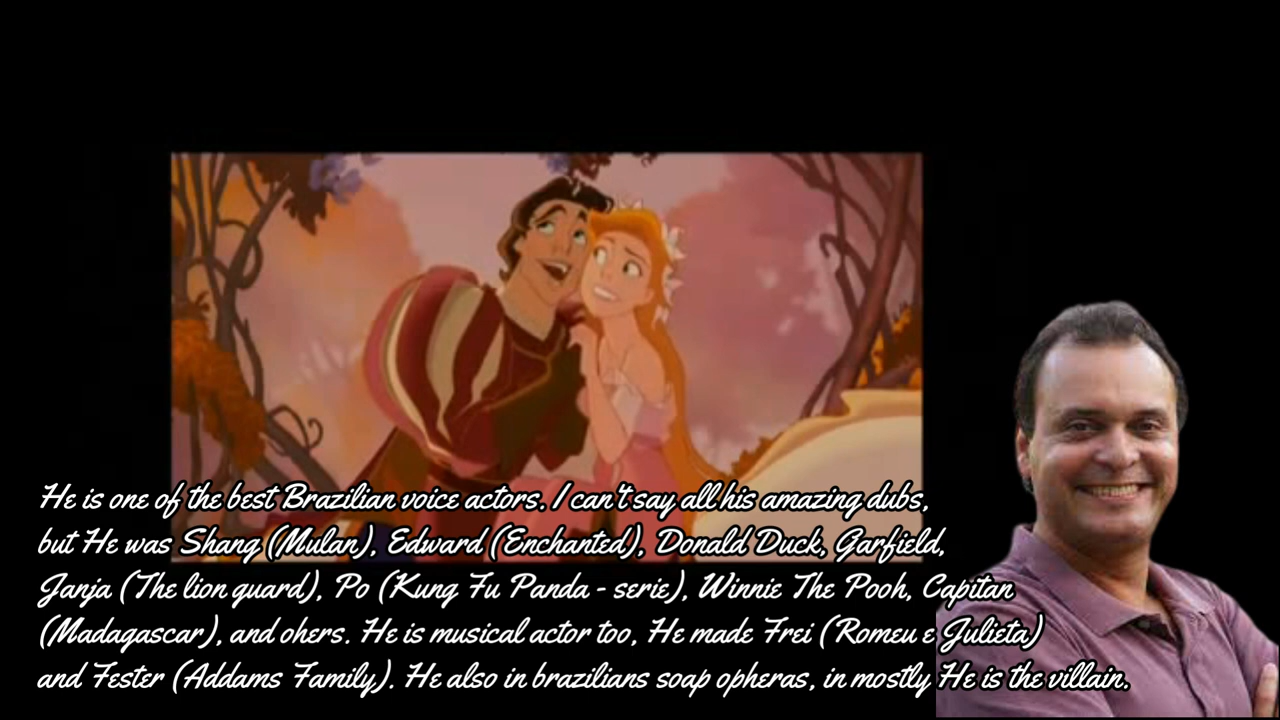 He is one of the best Brazilian voice actors. I can't say all his amazing dubs,
but He was Shang (Mulan), Edward (Enchanted), Donald Duck, Garfield,
Janja (The lion guard), Po (Kung Fu Panda - serie), Winnie The Pooh, Capitan
(Madagascar), and ohers. He is musical actor too, He made Frei (Romeu e Julieta)
and Fester (Addams Family). He also in brazilians soap opheras, in mostly He is the villain.